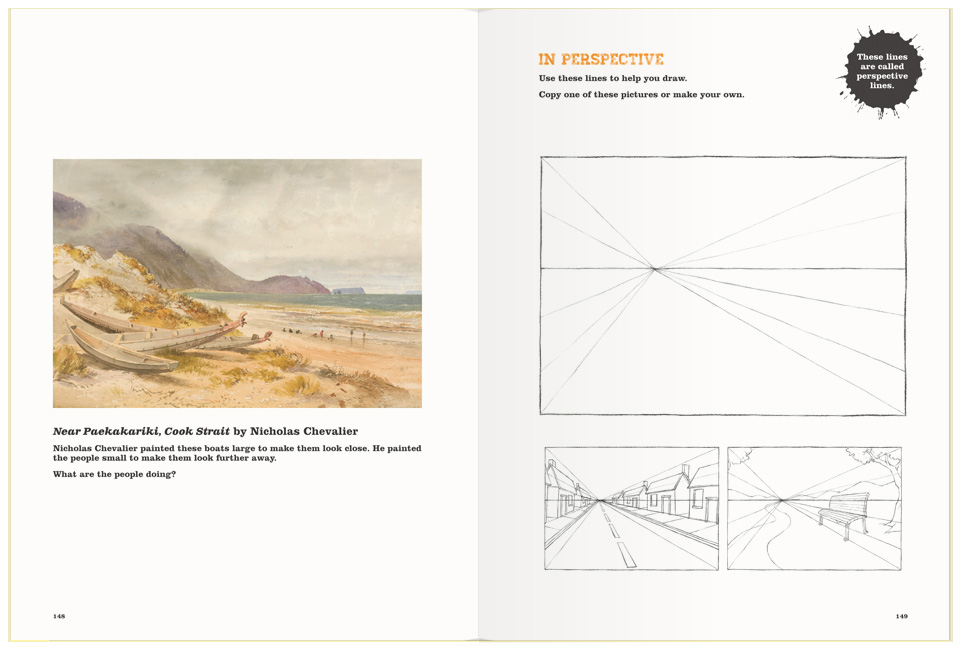 Near Paekakariki, Cook Strait by Nicholas Chevalier
Nicholas Chevalier painted these boats large to make them look close. He painted
the people small to make them look further away.
What are the people doing?
148
IN PERSPECTIVE
Use these lines to help you draw.
Copy one of these pictures or make your own.
These lines
are called
perspective
lines.
149